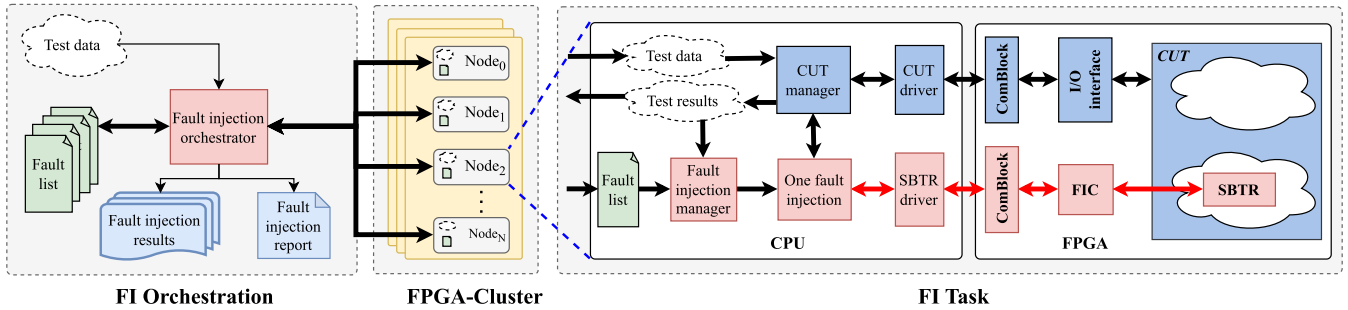 Test data
Fault injection
orchestrator
Fault
list
Fault injection
results
Fault
injection
report
FI Orchestration
Node0
Node1
Node2
NodeN
FPGA-Cluster
Test data
Test results
CUT
manager
CUT
driver
Fault
list
Fault
injection
manager
One fault
injection
SBTR
driver
CPU
ComBlock
I/O
interface
CUT
ComBlock
FIC
SBTR
FPGA
FI Task